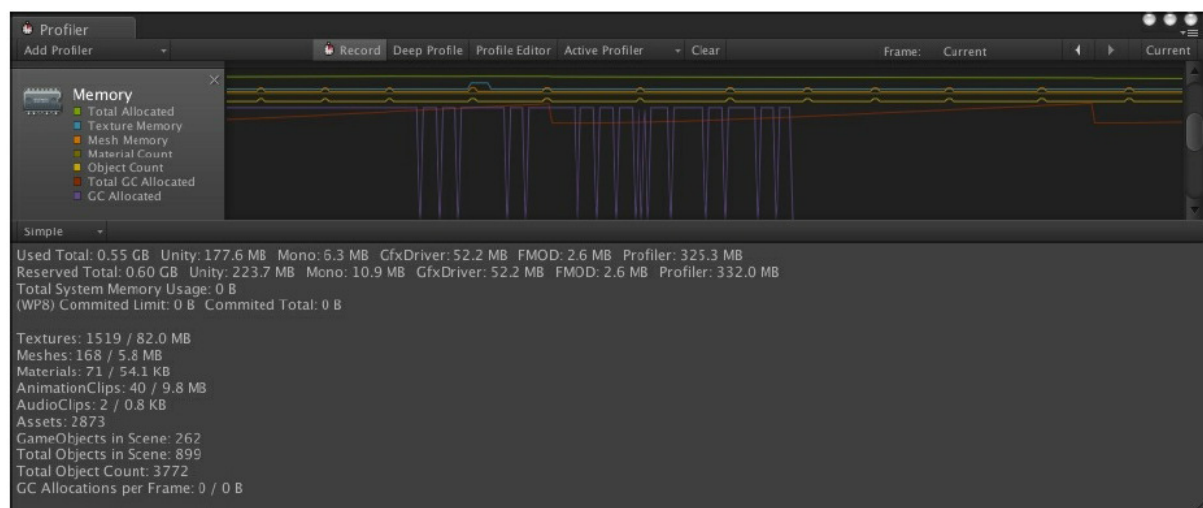 Profiler
Add Profiler Record Deep Profile Profile Editor Active Profiler Clear Frame: Current Current
Memory
Total Allocated
Texture Memory
Mesh Memory
Material Count
Object Count
Total GC Allocated
GC Allocated
Simple
Used Total: 0.55 GB Unity: 177.6 MB Mono: 6.3 MB GfxDriver: 52.2 MB FMOD: 2.6 MB Profiler: 325.3 MB
Reserved Total: 0.60 GB Unity: 223.7 MB Mono: 10.9 MB GfxDriver: 52.2 MB FMOD: 2.6 MB Profiler: 332.0 MB
Total System Memory Usage: 0 B
(WP8) Commited Limit: 0 B Commited Total: 0 B
Textures: 1519 / 82.0 MB
Meshes: 168 / 5.8 MB
Materials: 71 / 54.1 KB
AnimationClips: 40 / 9.8 MB
AudioClips: 2 / 0.8 KB
Assets: 2873
GameObjects in Scene: 262
Total Objects in Scene: 899
Total Object Count: 3772
GC Allocations per Frame: 0 / 0 B